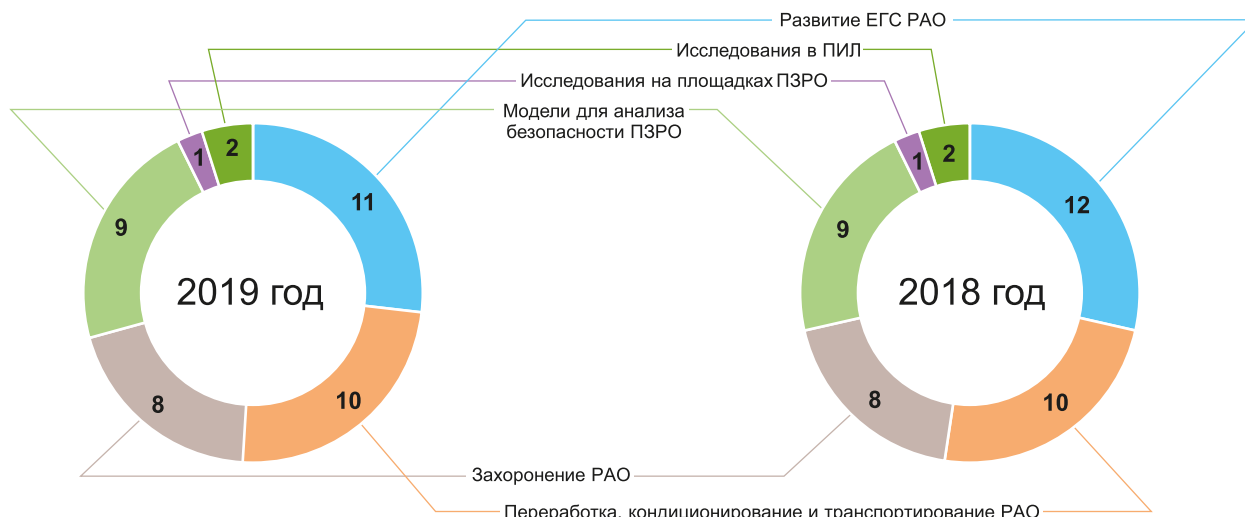 Развитие ЕГС РАО
Исследования в ПИЛ
Исследования на площадках ПЗРО
Модели для анализа
безопасности ПЗРО
2019 год
11
10
8
9
1
2
2018 год
12
10
8
9
1
2
Захоронение РАО
Переработка, кондиционирование и транспортирование РАО